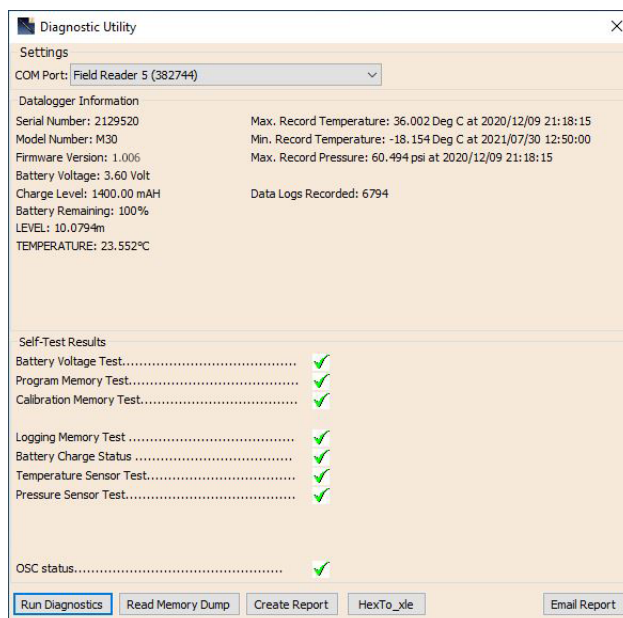 Diagnostic Utility
Settings
COM Port: Field Reader 5 (382744)
Datalogger Information
Serial Number: 2129520
Max. Record Temperature: 36.002 Deg C at 2020/12/09 21:18:15
Model Number: M30
Min. Record Temperature: -18.154 Deg C at 2021/07/30 12:50:00
Firmware Version: 1.006
Max. Record Pressure: 60.494 psi at 2020/12/09 21:18:15
Battery Voltage: 3.60 Volt
Charge Level: 1400.00 mAH
Data Logs Recorded: 6794
Battery Remaining: 100%
LEVEL: 10.0794m
TEMPERATURE: 23.552°C
Self-Test Results
Battery Voltage Test..........................................
Program Memory Test.........................................
Calibration Memory Test......................................
Logging Memory Test ........................................
Battery Charge Status ......................................
Temperature Sensor Test....................................
Pressure Sensor Test........................................
OSC status..................................................
Run Diagnostics
Read Memory Dump
Create Report
HexTo_xle
Email Report